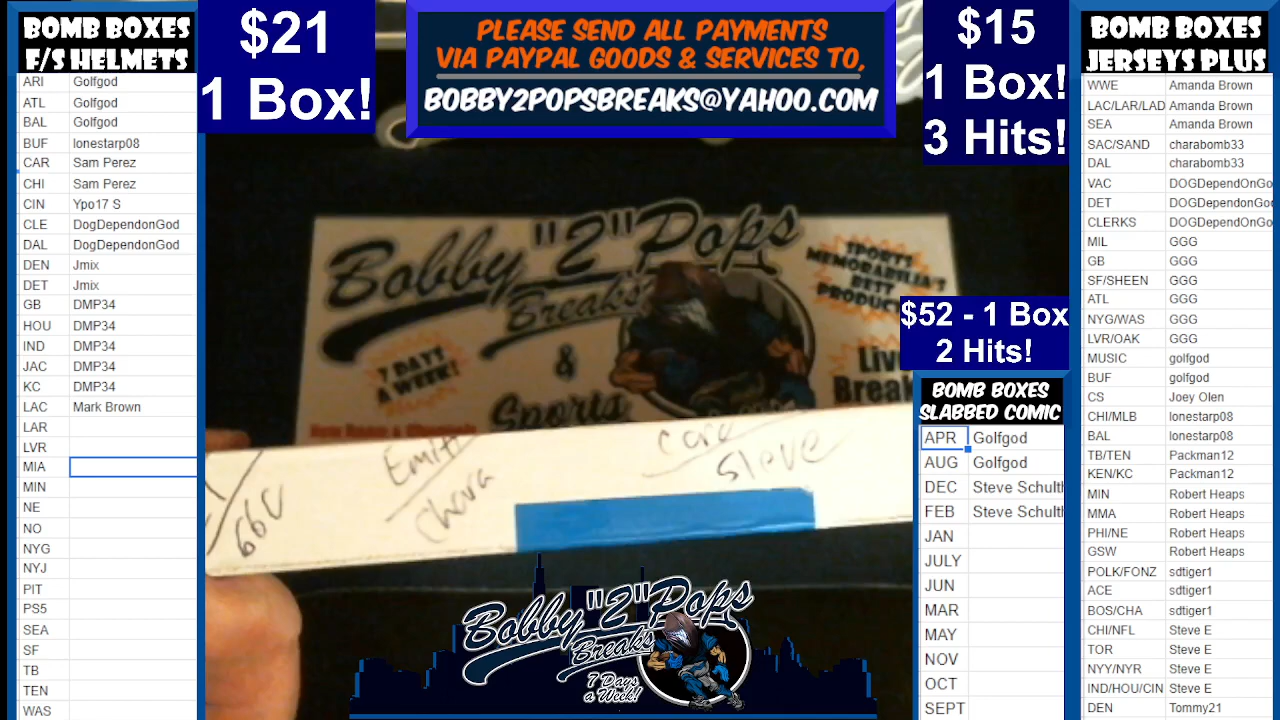 BOMB BOXES
F/S HELMETS
ARI Golfgod
ATL Golfgod
BAL Golfgod
BUF lonestarp08
CAR Sam Perez
CHI Sam Perez
CIN Ypo17 S
CLE DogDependonGod
DAL DogDependonGod
DEN Jmix
DET Jmix
GB DMP34
HOU DMP34
IND DMP34
JAC DMP34
KC DMP34
LAC Mark Brown
LAR
LVR
MIA
MIN
NE
NO
NYG
NYJ
PIT
PS5
SEA
SF
TB
TEN
WAS
$21
1 Box!
PLEASE SEND ALL PAYMENTS
VIA PAYPAL GOODS & SERVICES TO,
BOBBY2POPSBREAKS@YAHOO.COM
Bobby "2" Pops
Breaks
SPORTS
MEMORABILIA'S
BEST
PRODUCT
7 DAYS
A WEEK!
&
Sports
Live
Break
GGG
Emitt
Chara
Steve
Bobby "2" Pops
Breaks
7 Days
a Week!
$15
1 Box!
3 Hits!
$52 - 1 Box
2 Hits!
BOMB BOXES
SLABBED COMIC
APR Golfgod
AUG Golfgod
DEC Steve Schult
FEB Steve Schult
JAN
JULY
JUN
MAR
MAY
NOV
OCT
SEPT
BOMB BOXES
JERSEYS PLUS
WWE Amanda Brown
LAC/LAR/LAD Amanda Brown
SEA Amanda Brown
SAC/SAND charabomb33
DAL charabomb33
VAC DOGDependOnGo
DET DOGDependOnGo
CLERKS DOGDependOnGo
MIL GGG
GB GGG
SF/SHEEN GGG
ATL GGG
NYG/WAS GGG
LVR/OAK GGG
MUSIC golfgod
BUF golfgod
CS Joey Olen
CHI/MLB lonestarp08
BAL lonestarp08
TB/TEN Packman12
KEN/KC Packman12
MIN Robert Heaps
MMA Robert Heaps
PHI/NE Robert Heaps
GSW Robert Heaps
POLK/FONZ sdtiger1
ACE sdtiger1
BOS/CHA sdtiger1
CHI/NFL Steve E
TOR Steve E
NYY/NYR Steve E
IND/HOU/CIN Steve E
DEN Tommy21